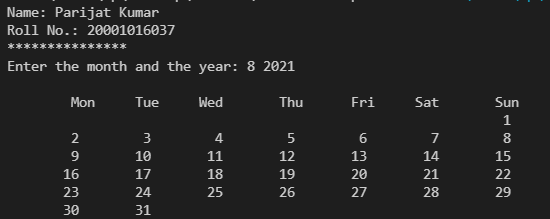 Name: Parijat Kumar
Roll No.: 20001016037
***************
Enter the month and the year: 8 2021
Mon Tue Wed Thu Fri Sat Sun
1
2 3 4 5 6 7 8
9 10 11 12 13 14 15
16 17 18 19 20 21 22
23 24 25 26 27 28 29
30 31